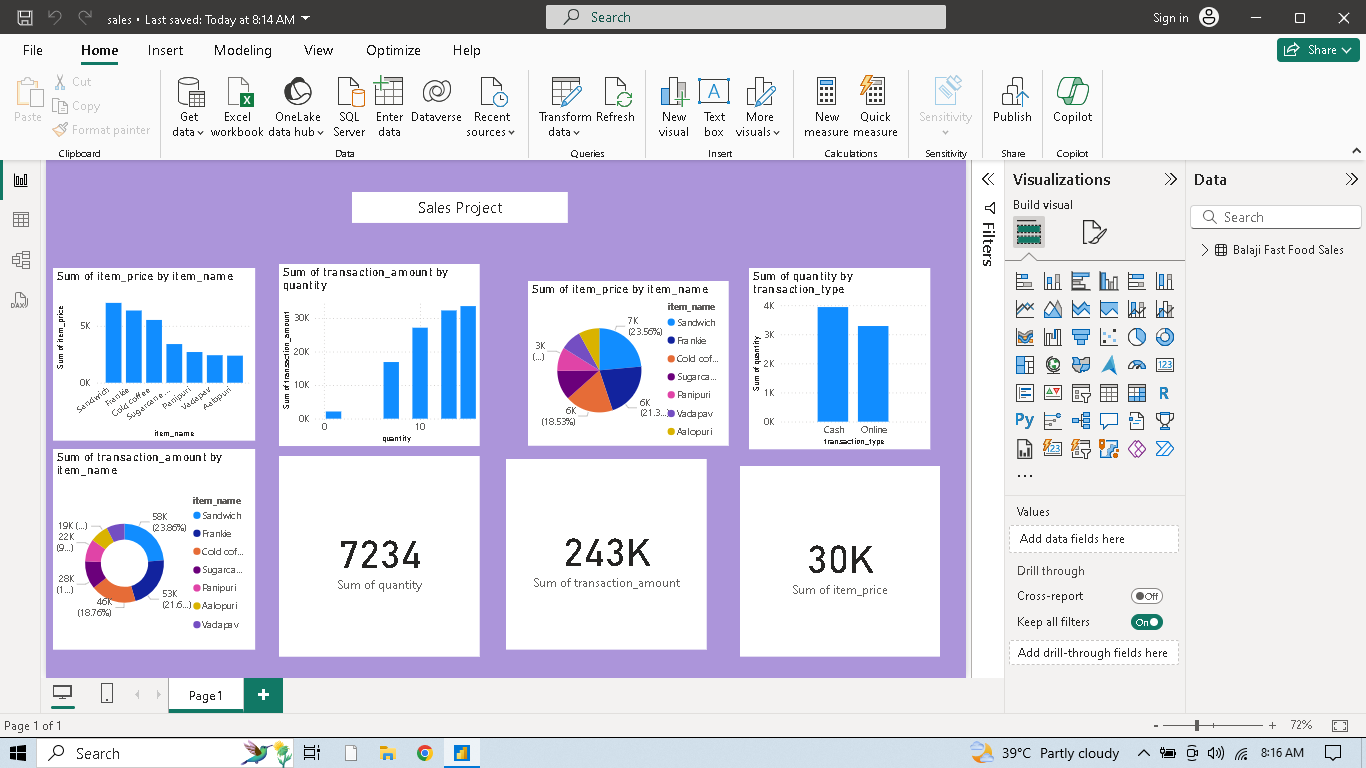 sales • Last saved: Today at 8:14 AM
Search
Sign in
File
Home
Insert
Modeling
View
Optimize
Help
Share
Paste
Cut
Copy
Format painter
Clipboard
Get data
Excel workbook
OneLake data hub
SQL Server
Enter data
Dataverse
Recent sources
Data
Transform data
Refresh
Queries
New visual
Text box
More visuals
Insert
New measure
Quick measure
Calculations
Sensitivity
Sensitivity
Publish
Share
Copilot
Copilot
Sales Project
Sum of item_price by item_name
Sum of item_price
5K
0K
Sandwich
Frankie
Cold coffee
Sugarcane ...
Panipuri
Vadapav
Aalopuri
item_name
Sum of transaction_amount by
quantity
Sum of transaction_amount
30K
20K
10K
0K
0
10
quantity
Sum of item_price by item_name
7K
(23.56%)
6K
(21.3...
6K
(18.53%)
3K
(...)
item_name
Sandwich
Frankie
Cold cof...
Sugarca...
Panipuri
Vadapav
Aalopuri
Sum of quantity by
transaction_type
Sum of quantity
4K
3K
2K
1K
0K
Cash
Online
transaction_type
Sum of transaction_amount by
item_name
58K
(23.86%)
53K
(21.6...)
46K
(18.76%)
28K
(1...)
22K
(9...)
19K (...)
item_name
Sandwich
Frankie
Cold cof...
Sugarca...
Panipuri
Aalopuri
Vadapav
7234
Sum of quantity
243K
Sum of transaction_amount
30K
Sum of item_price
Filters
Visualizations
Build visual
123
R
Py
123
...
Values
Add data fields here
Drill through
Cross-report
Off
Keep all filters
On
Add drill-through fields here
Data
Search
Balaji Fast Food Sales
DAX
Page1
+
Page 1 of 1
- + 72%
Search
39°C Partly cloudy
8:16 AM